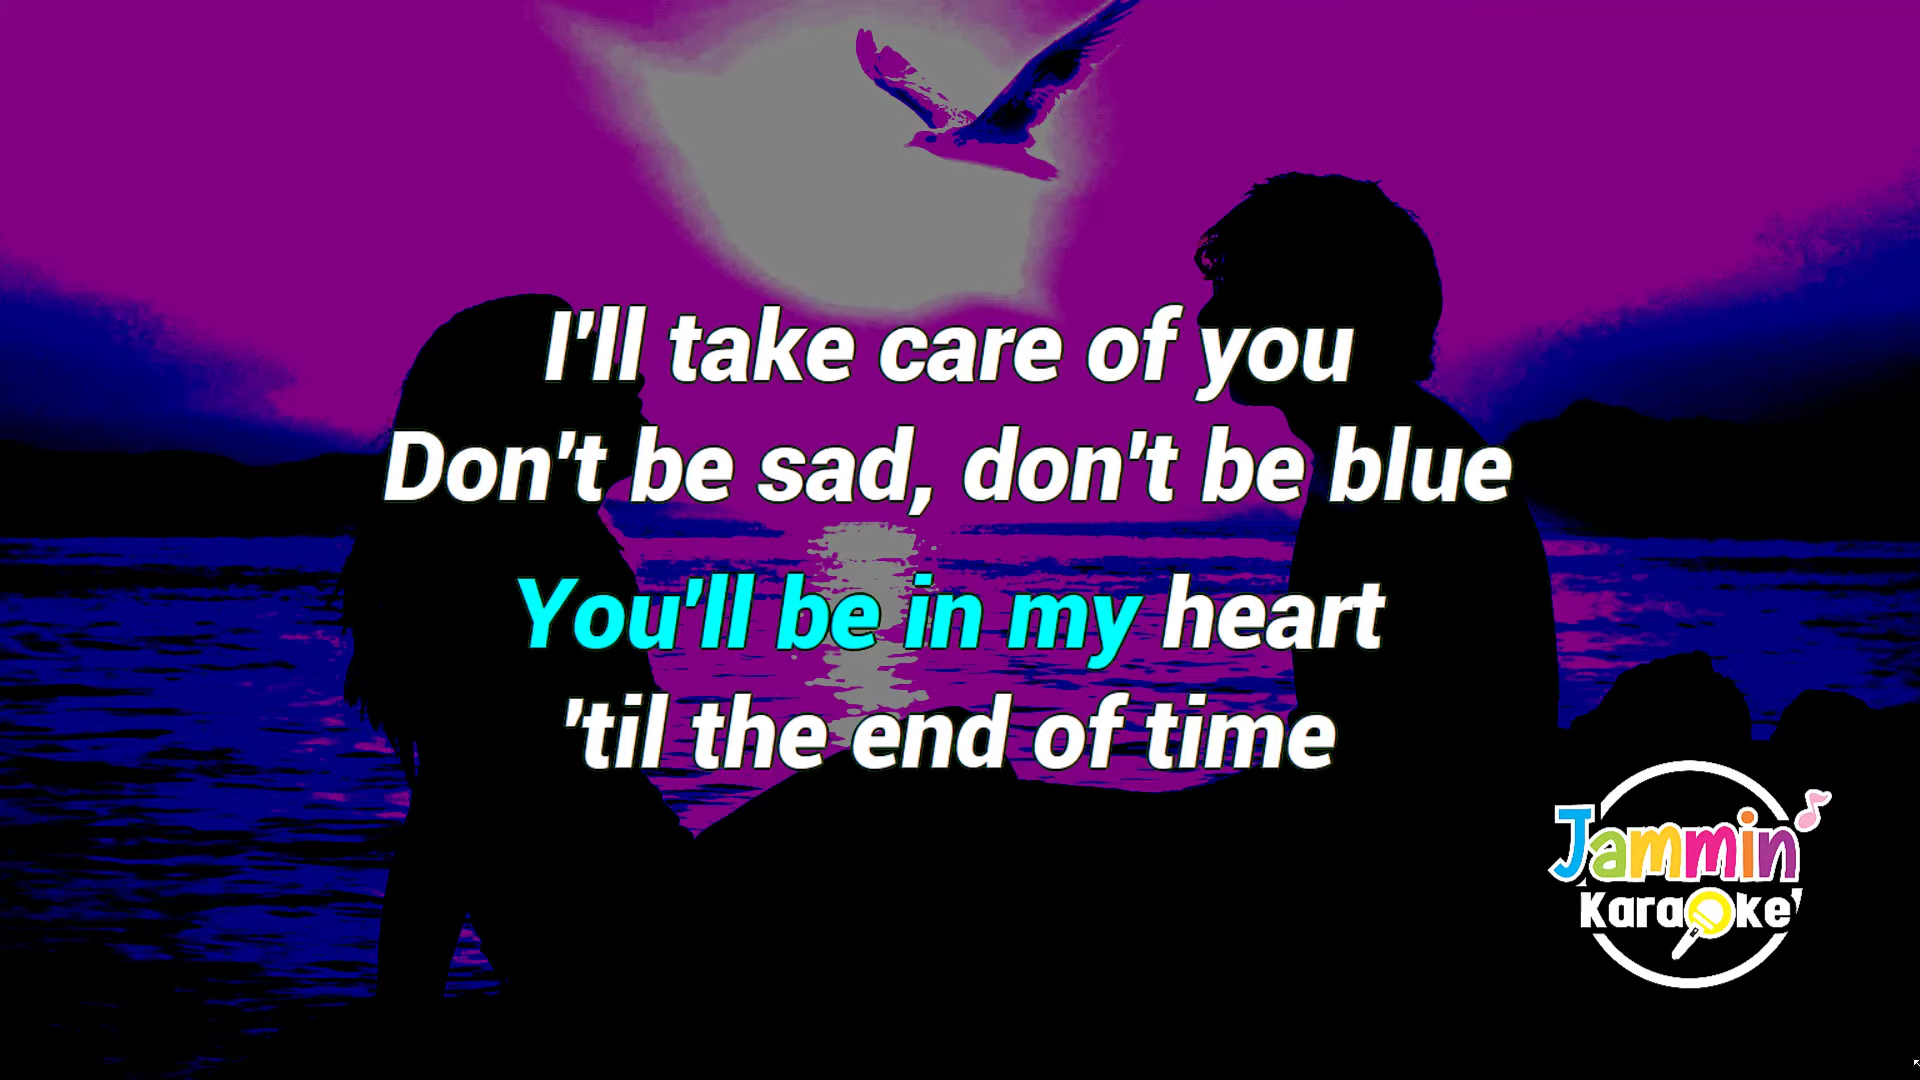 I'll take care of you
Don't be sad, don't be blue
You'll be in my heart
'til the end of time
Jammin'
Karaoke